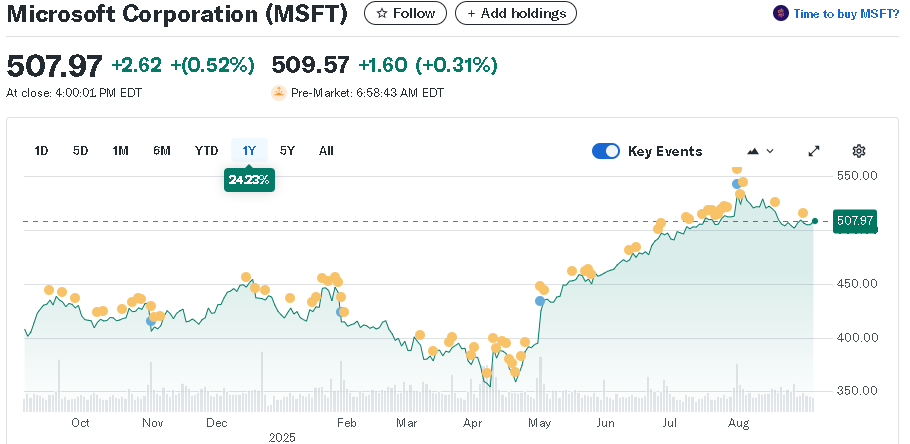 Microsoft Corporation (MSFT) ☆ Follow + Add holdings Time to buy MSFT?
507.97 +2.62 +(0.52%) 509.57 +1.60 (+0.31%)
At close: 4:00:01 PM EDT Pre-Market: 6:58:43 AM EDT
1D 5D 1M 6M YTD 1Y 5Y All Key Events
24.23%
550.00
507.97
450.00
400.00
350.00
Oct Nov Dec Feb Mar Apr May Jun Jul Aug
2025